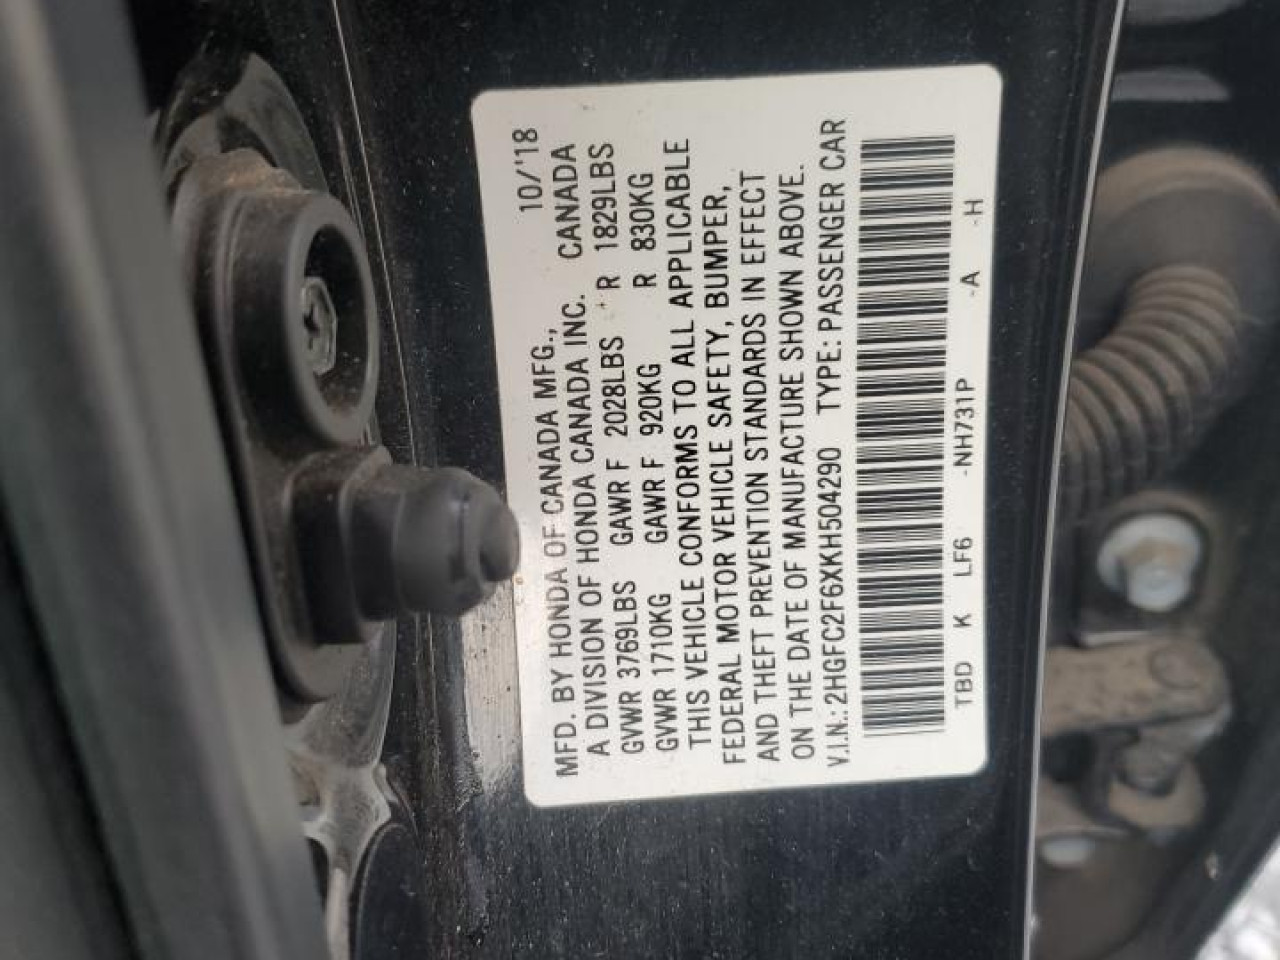 MFD. BY HONDA OF CANADA MFG., 10/'18
A DIVISION OF HONDA CANADA INC. CANADA
GVWR 3769LBS GAWR F 2028LBS R 1829LBS
GVWR 1710KG GAWR F 920KG R 830KG
THIS VEHICLE CONFORMS TO ALL APPLICABLE
FEDERAL MOTOR VEHICLE SAFETY, BUMPER,
AND THEFT PREVENTION STANDARDS IN EFFECT
ON THE DATE OF MANUFACTURE SHOWN ABOVE.
V.I.N.: 2HGFC2F6XKH504290 TYPE: PASSENGER CAR
TBD K LF6 -NH731P -A -H